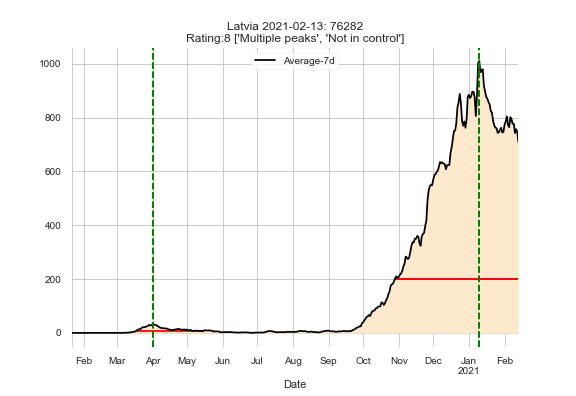 Latvia 2021-02-13: 76282
Rating:8 ['Multiple peaks', 'Not in control']
Average-7d
1000
800
600
400
200
0
Feb Mar Apr May Jun Jul Aug Sep Oct Nov Dec Jan Feb
2021
Date